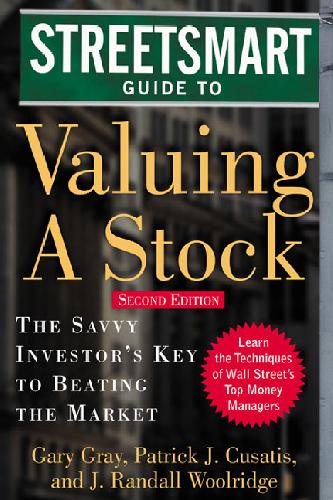 STREETSMART
GUIDE TO
Valuing
A Stock
SECOND EDITION
THE SAVVY
INVESTOR'S KEY
TO BEATING
THE MARKET
Learn
the Techniques
of Wall Street's
Top Money
Managers
Gary Gray, Patrick J. Cusatis,
and J. Randall Woolridge